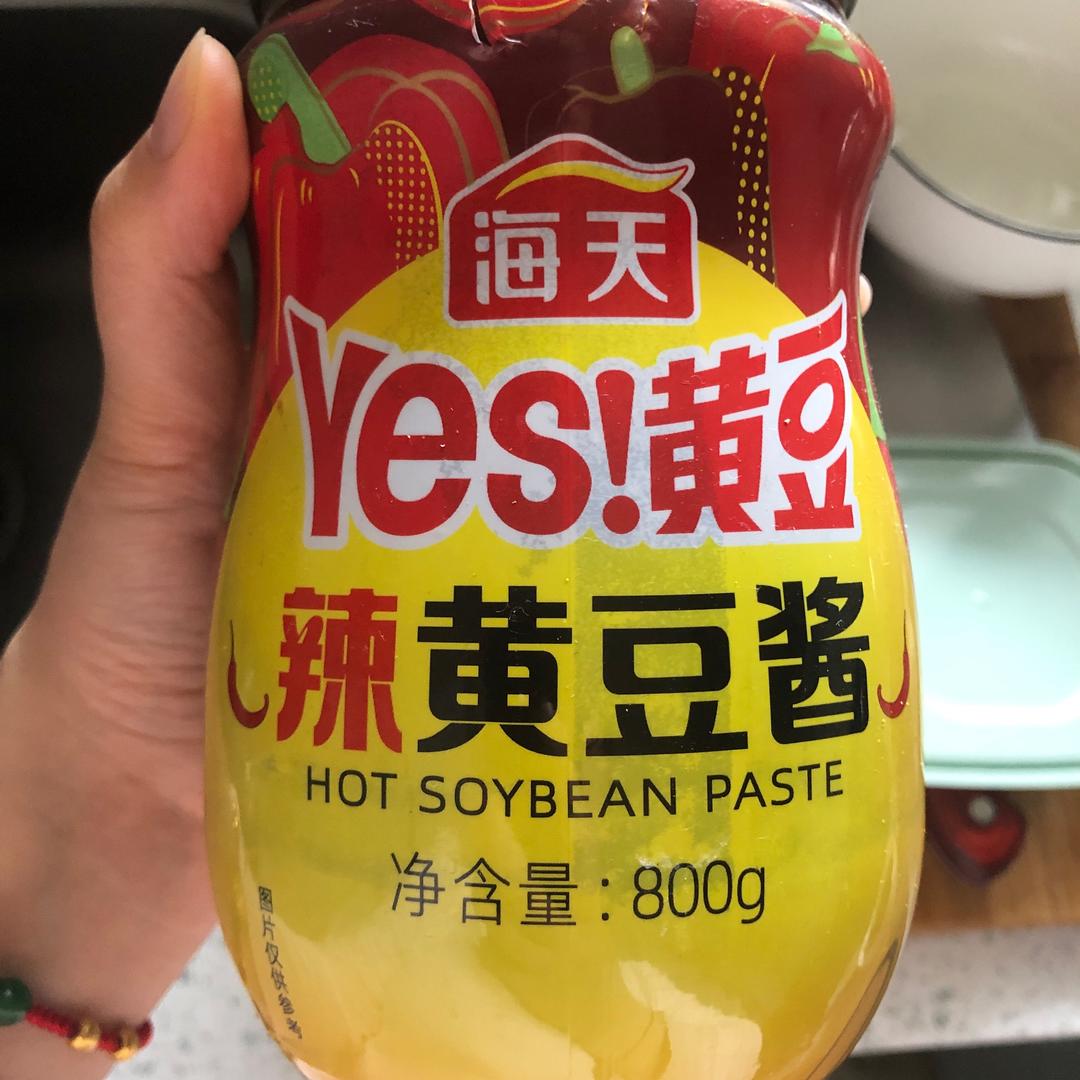 海天
Yes!黄豆
辣黄豆酱
HOT SOYBEAN PASTE
净含量:800g
图片仅供参考